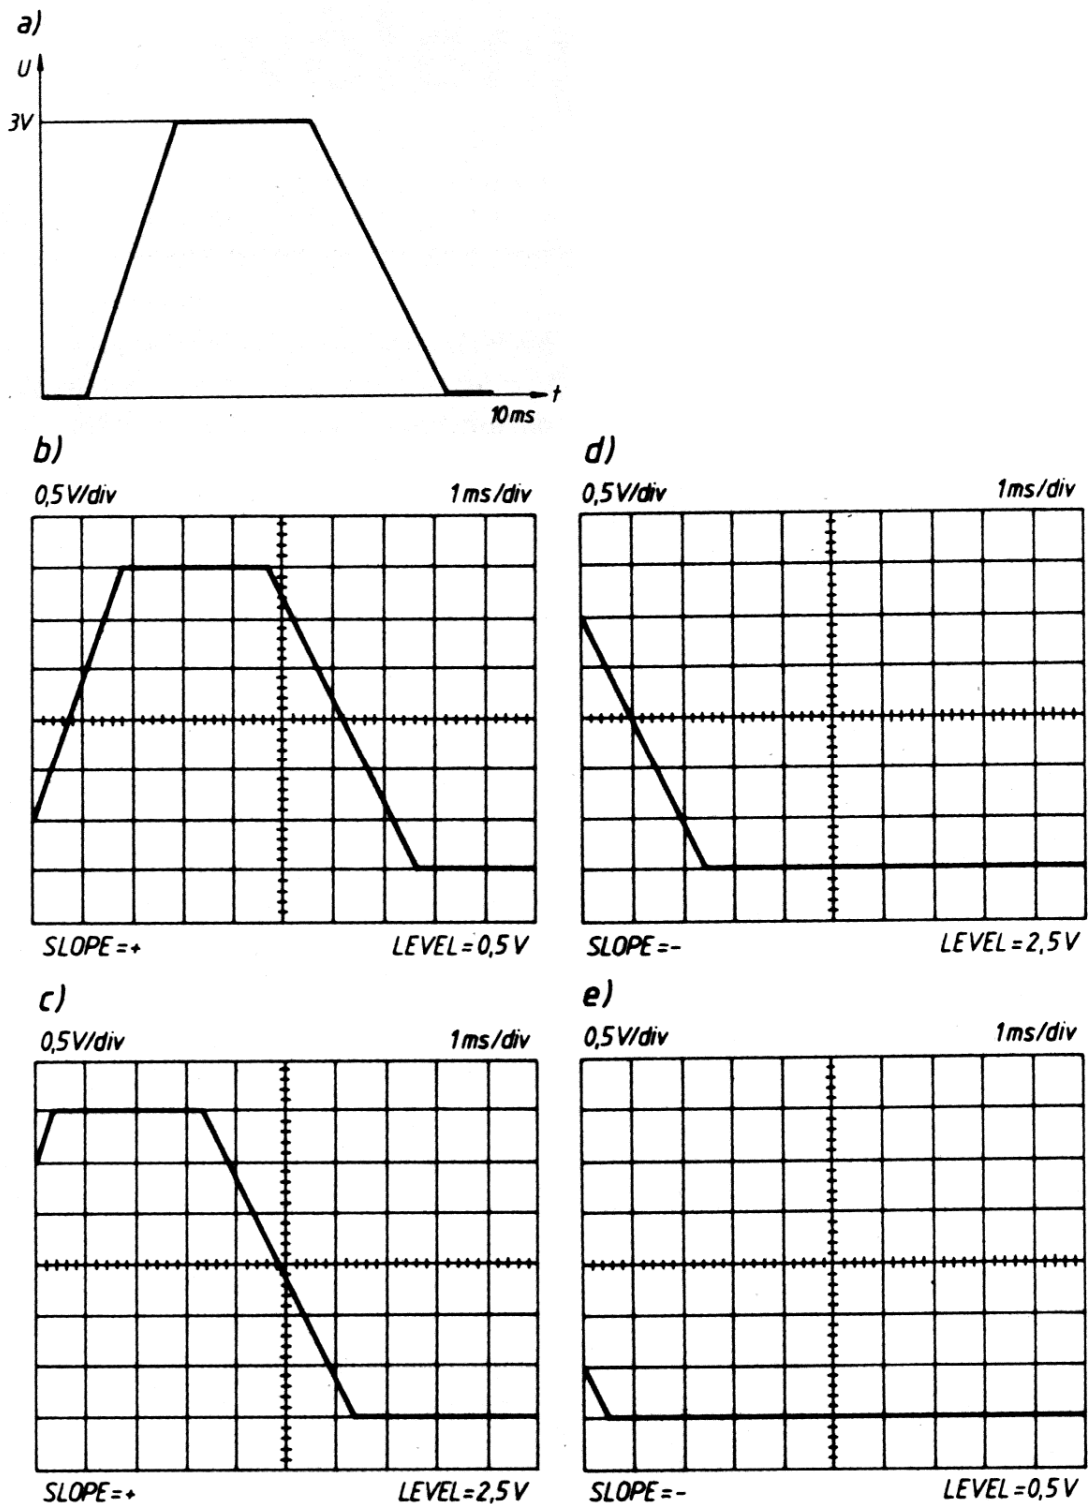 a)
U
3V
t
10ms
b)
0,5V/div 1ms/div
SLOPE=+ LEVEL=0,5V
c)
0,5V/div 1ms/div
SLOPE=+ LEVEL=2,5V
d)
0,5V/div 1ms/div
SLOPE=- LEVEL=2,5V
e)
0,5V/div 1ms/div
SLOPE=- LEVEL=0,5V